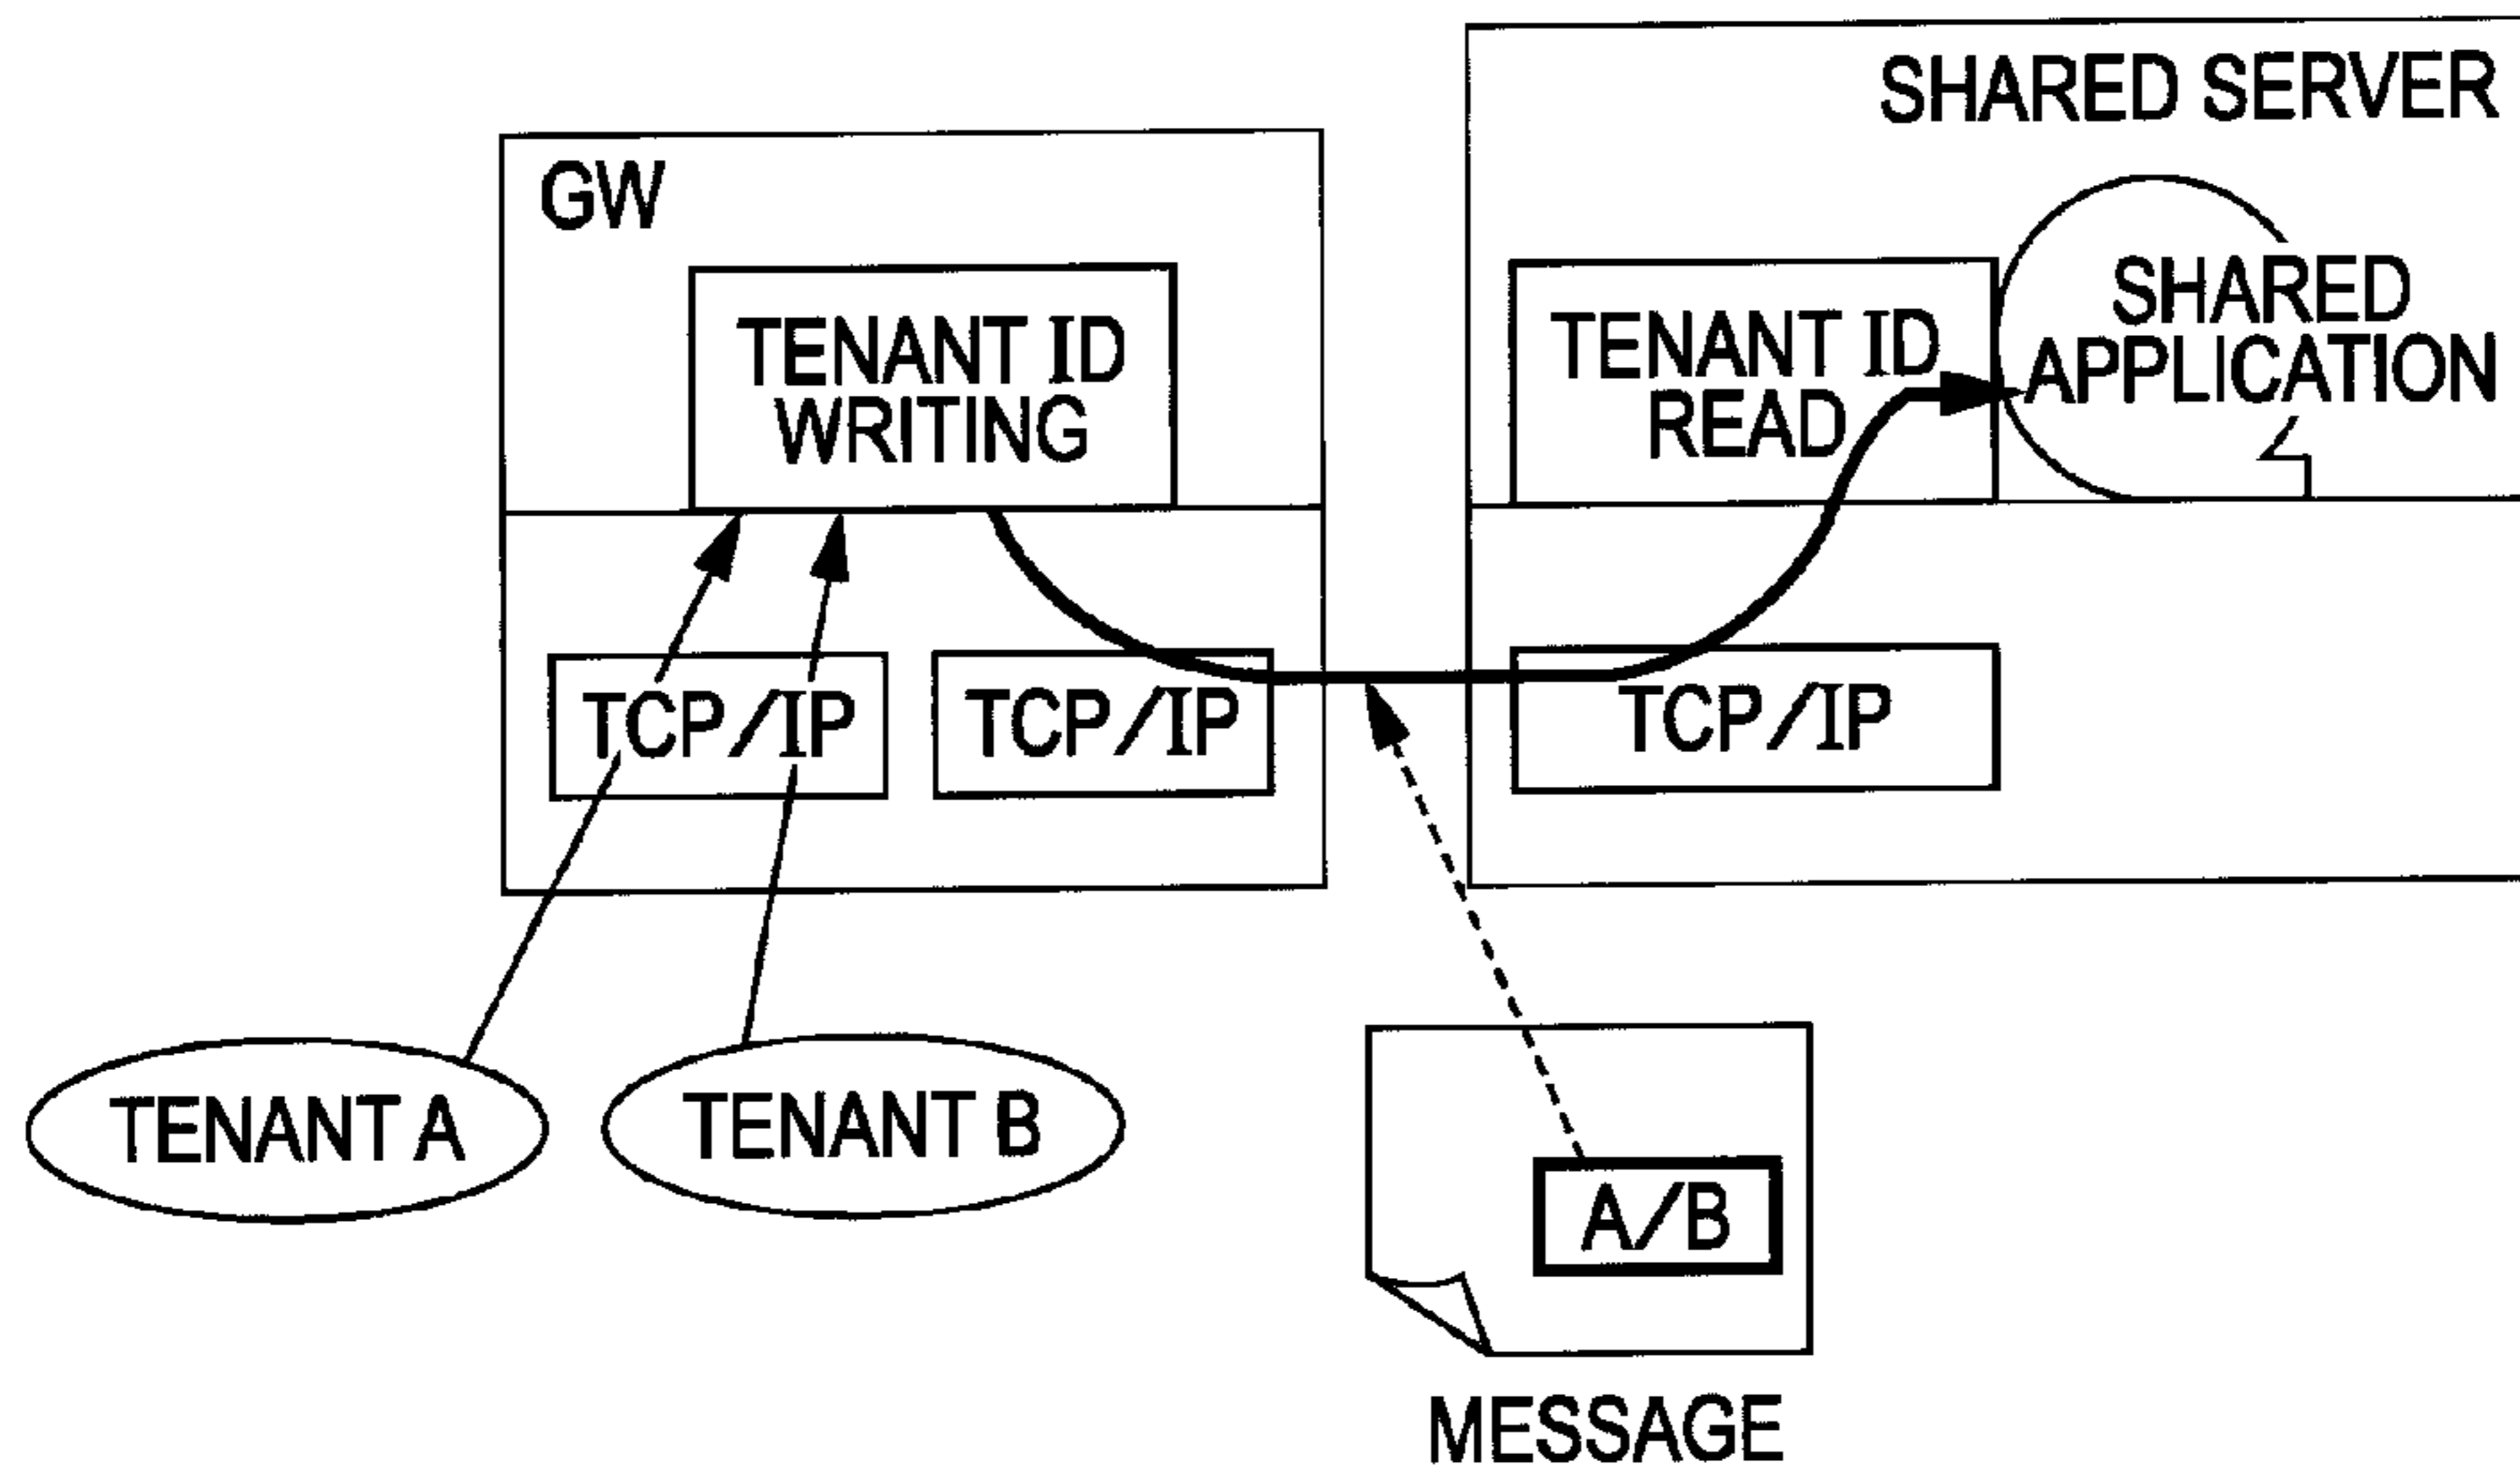 SHARED SERVER
GW
TENANT ID
WRITING
TENANT ID
READ
SHARED
APPLICATION
TCP/IP
TCP/IP
TCP/IP
TENANT A
TENANT B
A/B
MESSAGE